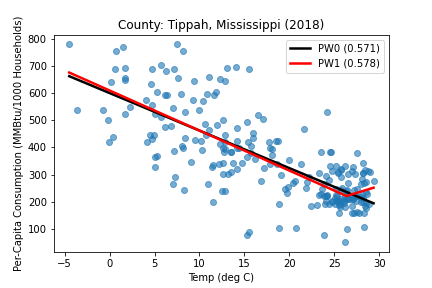 County: Tippah, Mississippi (2018)
Per-Capita Consumption (MMBtu/1000 Households)
800
700
600
500
400
300
200
100
PW0 (0.571)
PW1 (0.578)
−5 0 5 10 15 20 25 30
Temp (deg C)